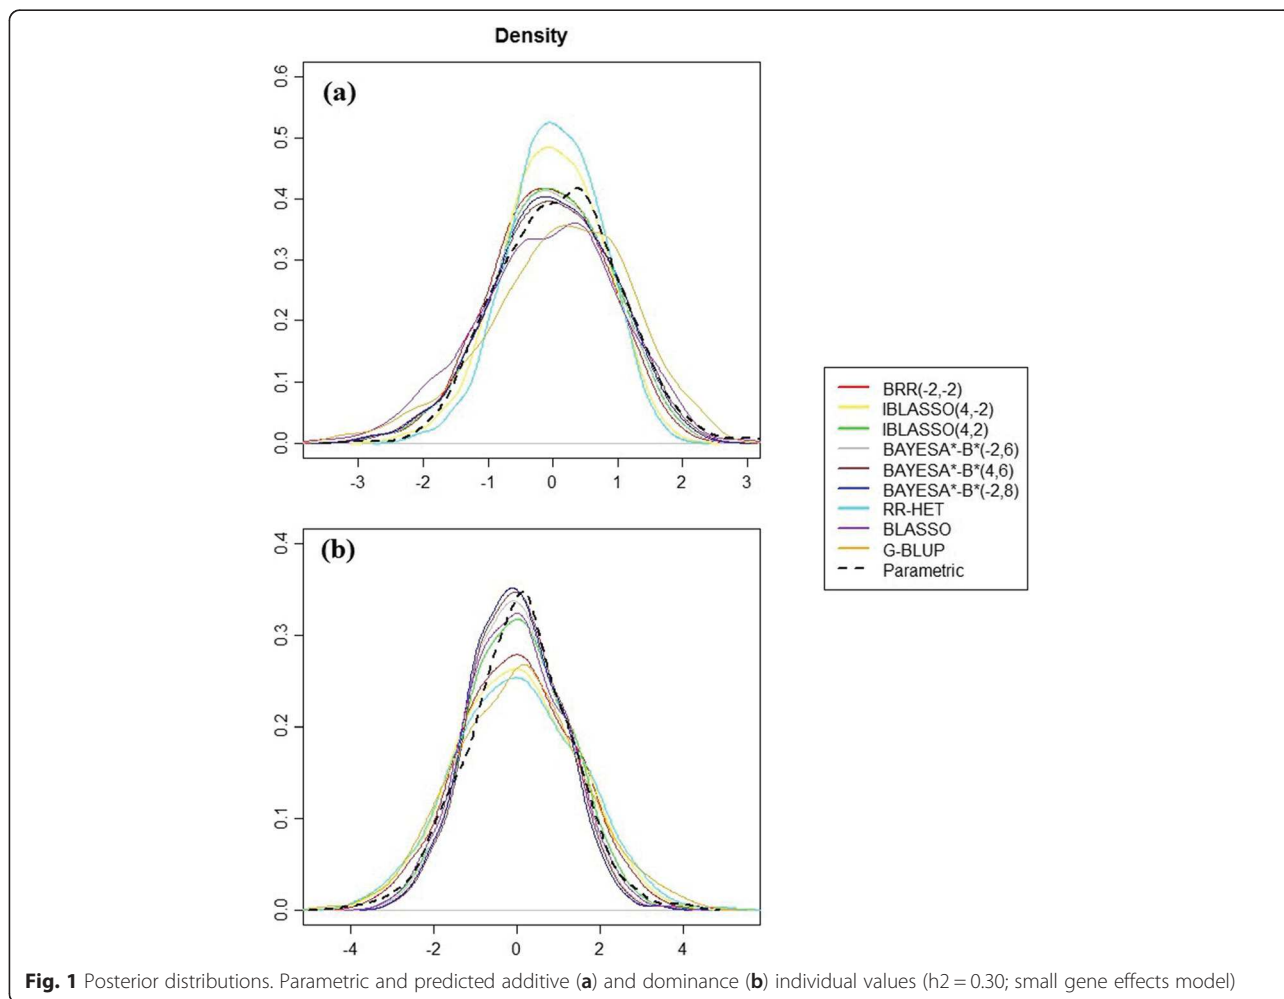 Density
(a)
0.6
0.5
0.4
0.3
0.2
0.1
0.0
-3 -2 -1 0 1 2 3
(b)
0.4
0.3
0.2
0.1
0.0
-4 -2 0 2 4
BRR(-2,-2)
IBLASSO(4,-2)
IBLASSO(4,2)
BAYESA*-B*(-2,6)
BAYESA*-B*(4,6)
BAYESA*-B*(-2,8)
RR-HET
BLASSO
G-BLUP
Parametric
Fig. 1 Posterior distributions. Parametric and predicted additive (a) and dominance (b) individual values (h2 = 0.30; small gene effects model)